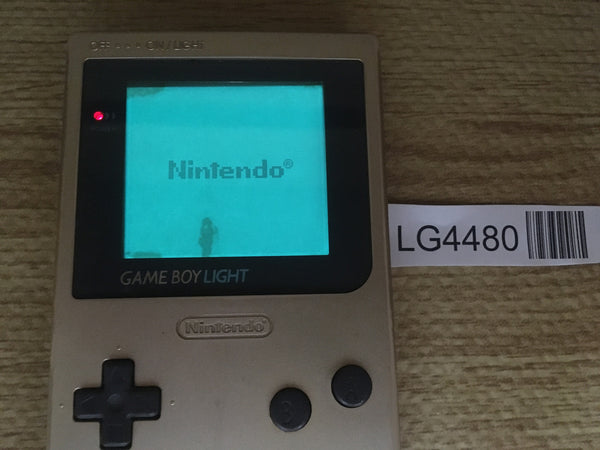 OFF ◦ ◦ ◦ ON/LIGHT
Nintendo®
LG4480
GAME BOY LIGHT
Nintendo